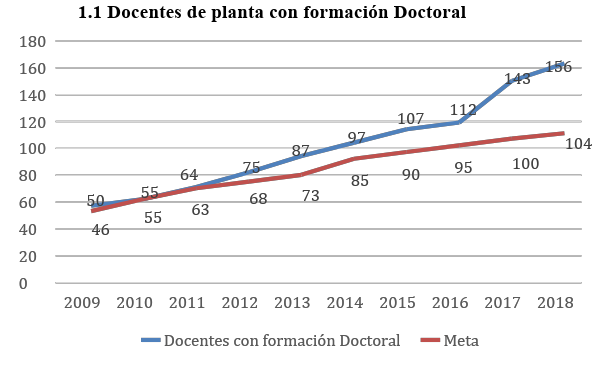 1.1 Docentes de planta con formación Doctoral
180
160
140
120
100
80
60
40
20
0
50 55 64 75 87 97 107 112 143 156
46 55 63 68 73 85 90 95 100 104
2009 2010 2011 2012 2013 2014 2015 2016 2017 2018
Docentes con formación Doctoral Meta